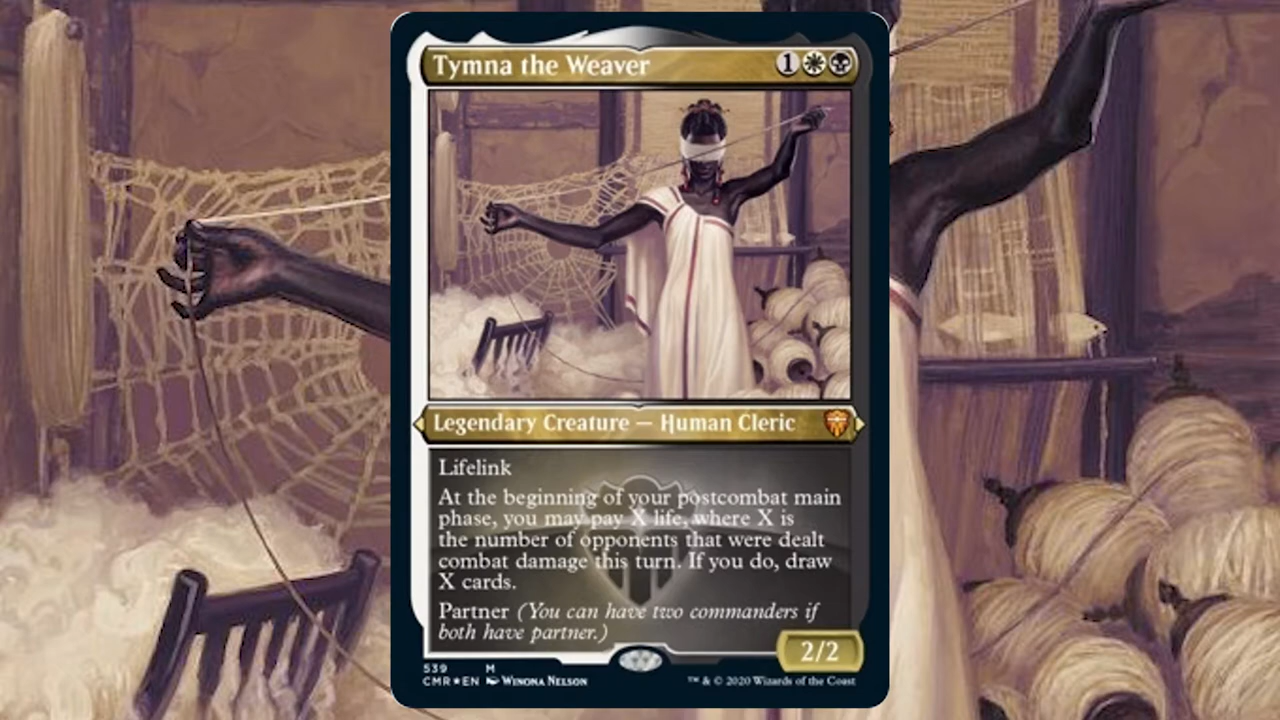 Tymna the Weaver 1
Legendary Creature — Human Cleric
Lifelink
At the beginning of your postcombat main
phase, you may pay X life, where X is
the number of opponents that were dealt
combat damage this turn. If you do, draw
X cards.
Partner (You can have two commanders if
both have partner.)
2/2
539 M
CMR★EN Winona Nelson
™ & © 2020 Wizards of the Coast